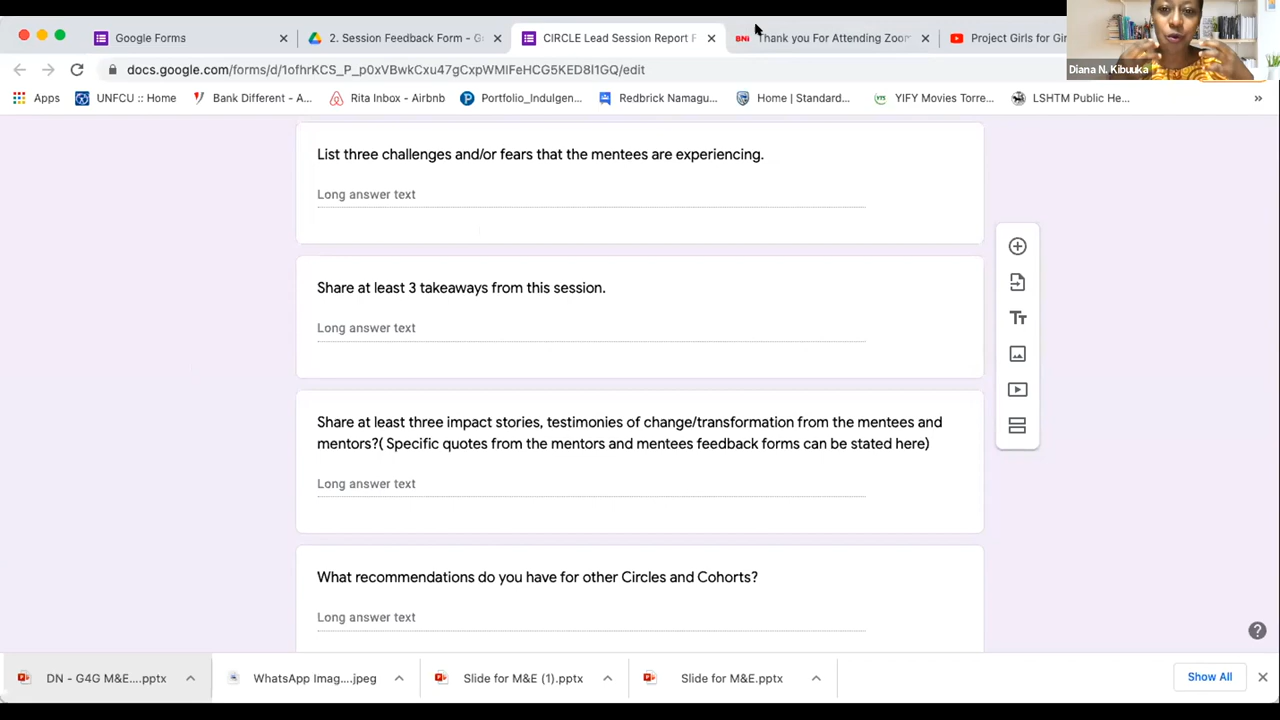 Google Forms
2. Session Feedback Form - G
CIRCLE Lead Session Report F
BNI Thank you For Attending Zoom
Project Girls for Gir
Diana N. Kibuuka
docs.google.com/forms/d/1ofhrKCS_P_pbxVBwkCux7gCxpWMlFeHCG5KED8I1GQ/edit
Apps
UNFCU :: Home
Bank Different - A...
Rita Inbox - Airbnb
Portfolio_Indulgen...
Redbrick Namagu...
Home | Standard...
YIFY Movies Torre...
LSHTM Public He...
»
List three challenges and/or fears that the mentees are experiencing.
Long answer text
Share at least 3 takeaways from this session.
Long answer text
Share at least three impact stories, testimonies of change/transformation from the mentees and
mentors?( Specific quotes from the mentors and mentees feedback forms can be stated here)
Long answer text
What recommendations do you have for other Circles and Cohorts?
Long answer text
DN - G4G M&E....pptx
WhatsApp Imag....jpeg
Slide for M&E (1).pptx
Slide for M&E.pptx
Show All